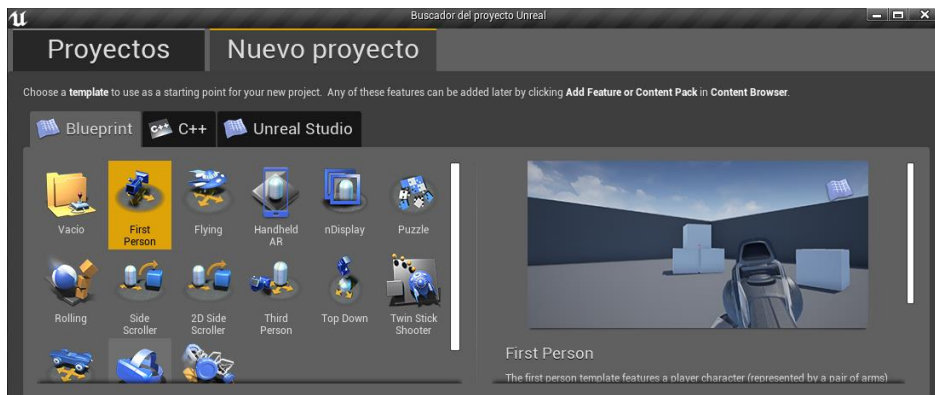 Buscador del proyecto Unreal
Proyectos
Nuevo proyecto
Choose a template to use as a starting point for your new project. Any of these features can be added later by clicking Add Feature or Content Pack in Content Browser.
Blueprint
C++
C++
Unreal Studio
Vacío
First
Person
Flying
Handheld
AR
nDisplay
Puzzle
Rolling
Side
Scroller
2D Side
Scroller
Third
Person
Top Down
Twin Stick
Shooter
First Person
The first person template features a player character (represented by a pair of arms)